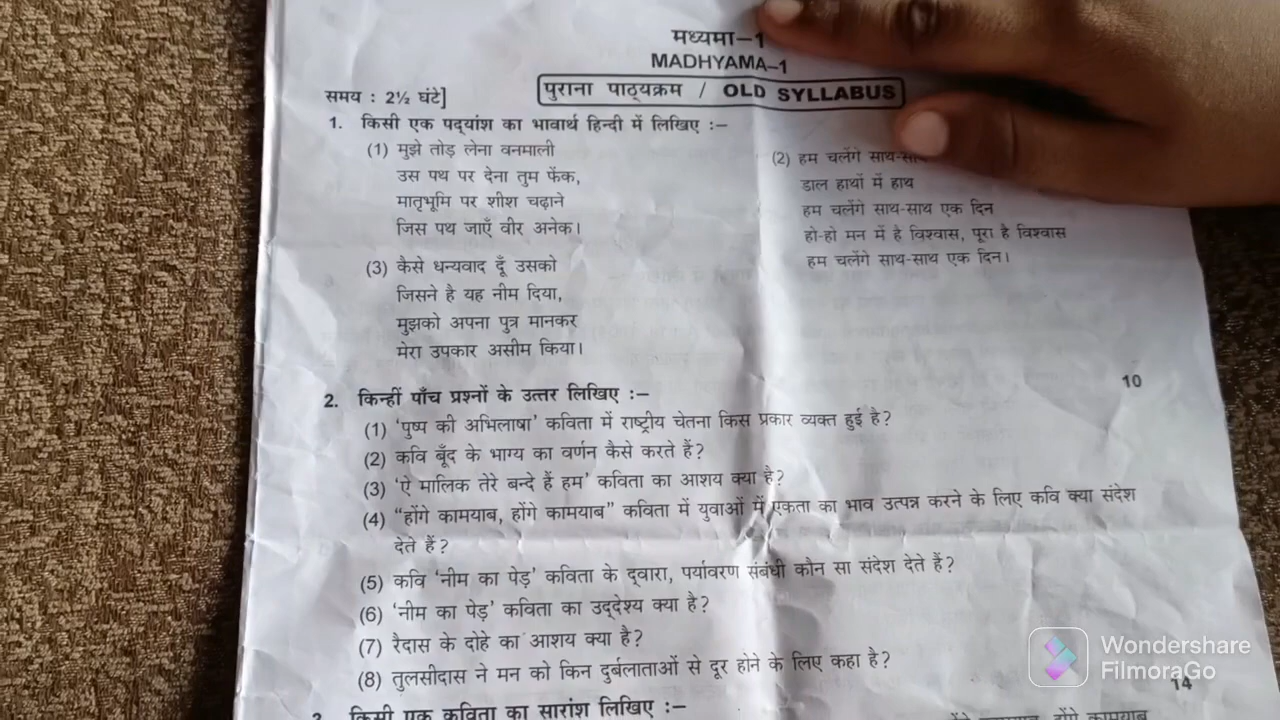 मध्यमा–1
MADHYAMA–1
पुराना पाठ्यक्रम / OLD SYLLABUS
समय : 2½ घंटे]
1. किसी एक पद्यांश का भावार्थ हिन्दी में लिखिए :–
(1) मुझे तोड़ लेना वनमाली
उस पथ पर देना तुम फेंक,
मातृभूमि पर शीश चढ़ाने
जिस पथ जाएँ वीर अनेक।
(2) हम चलेंगे साथ-सा
डाल हाथों में हाथ
हम चलेंगे साथ-साथ एक दिन
हो-हो मन में है विश्वास, पूरा है विश्वास
हम चलेंगे साथ-साथ एक दिन।
(3) कैसे धन्यवाद दूँ उसको
जिसने है यह नीम दिया,
मुझको अपना पुत्र मानकर
मेरा उपकार असीम किया।
10
2. किन्हीं पाँच प्रश्नों के उत्तर लिखिए :–
(1) ‘पुष्प की अभिलाषा’ कविता में राष्ट्रीय चेतना किस प्रकार व्यक्त हुई है?
(2) कवि बूँद के भाग्य का वर्णन कैसे करते हैं?
(3) ‘ऐ मालिक तेरे बन्दे हैं हम’ कविता का आशय क्या है?
(4) “होंगे कामयाब, होंगे कामयाब” कविता में युवाओं में एकता का भाव उत्पन्न करने के लिए कवि क्या संदेश
देते हैं?
(5) कवि ‘नीम का पेड़’ कविता के द्वारा, पर्यावरण संबंधी कौन सा संदेश देते हैं?
(6) ‘नीम का पेड़’ कविता का उद्देश्य क्या है?
(7) रैदास के दोहे का आशय क्या है?
(8) तुलसीदास ने मन को किन दुर्बलाताओं से दूर होने के लिए कहा है?
14
किसी एक कविता का सारांश लिखिए :–
Wondershare
FilmoraGo